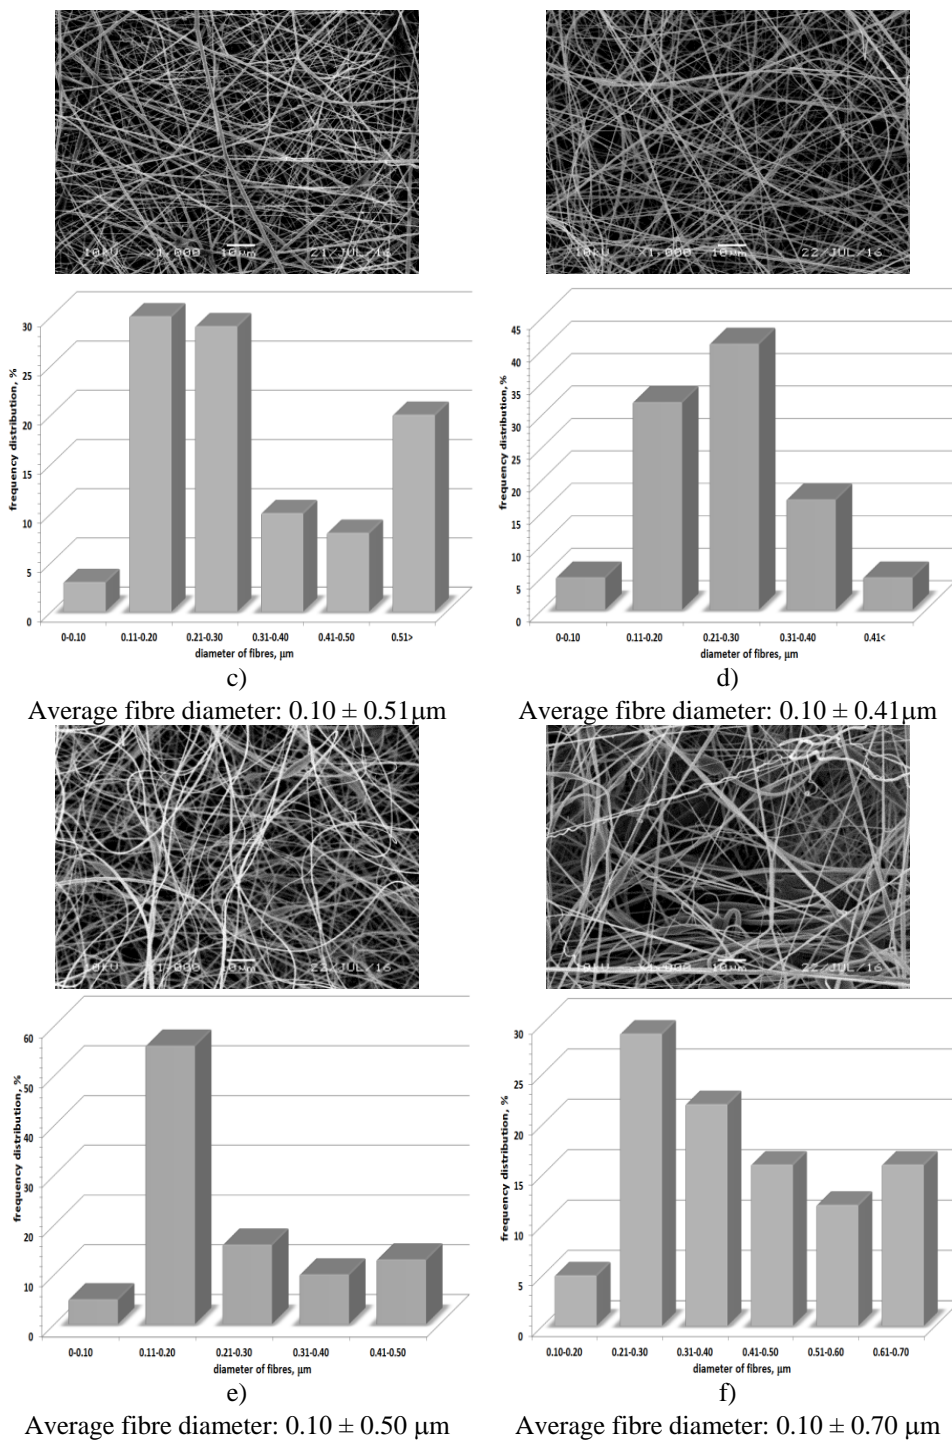 10kU ×1,000 10μm 21/JUL/16
10kU ×1,000 10μm 22/JUL/16
frequency distribution, %
30
25
20
15
10
5
0
0-0.10 0.11-0.20 0.21-0.30 0.31-0.40 0.41-0.50 0.51>
diameter of fibres, μm
c)
Average fibre diameter: 0.10 ± 0.51μm
frequency distribution, %
45
40
35
30
25
20
15
10
5
0
0-0.10 0.11-0.20 0.21-0.30 0.31-0.40 0.41<
diameter of fibres, μm
d)
Average fibre diameter: 0.10 ± 0.41μm
10kU ×1,000 10μm 22/JUL/16
10kU 10μm 22/JUL/16
frequency distribution, %
60
50
40
30
20
10
0
0-0.10 0.11-0.20 0.21-0.30 0.31-0.40 0.41-0.50
diameter of fibres, μm
e)
Average fibre diameter: 0.10 ± 0.50 μm
frequency distribution, %
30
25
20
15
10
5
0
0.10-0.20 0.21-0.30 0.31-0.40 0.41-0.50 0.51-0.60 0.61-0.70
diameter of fibres, μm
f)
Average fibre diameter: 0.10 ± 0.70 μm